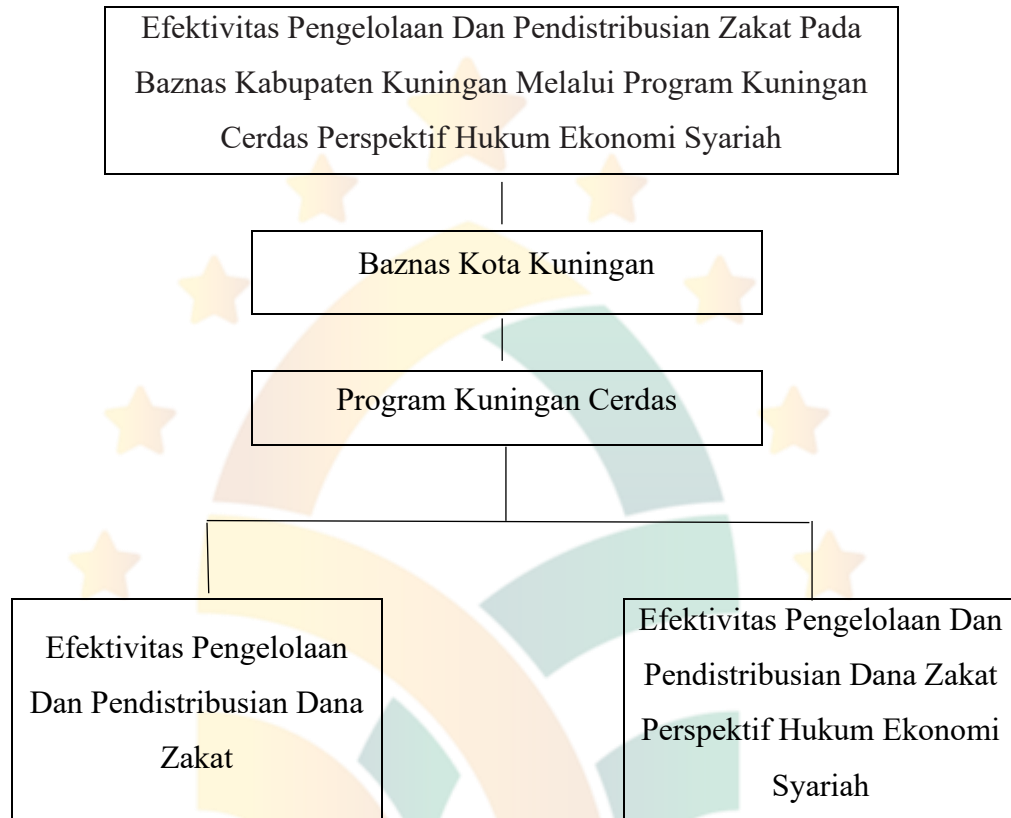 Efektivitas Pengelolaan Dan Pendistribusian Zakat Pada
Baznas Kabupaten Kuningan Melalui Program Kuningan
Cerdas Perspektif Hukum Ekonomi Syariah
Baznas Kota Kuningan
Program Kuningan Cerdas
Efektivitas Pengelolaan
Dan Pendistribusian Dana
Zakat
Efektivitas Pengelolaan Dan
Pendistribusian Dana Zakat
Perspektif Hukum Ekonomi
Syariah